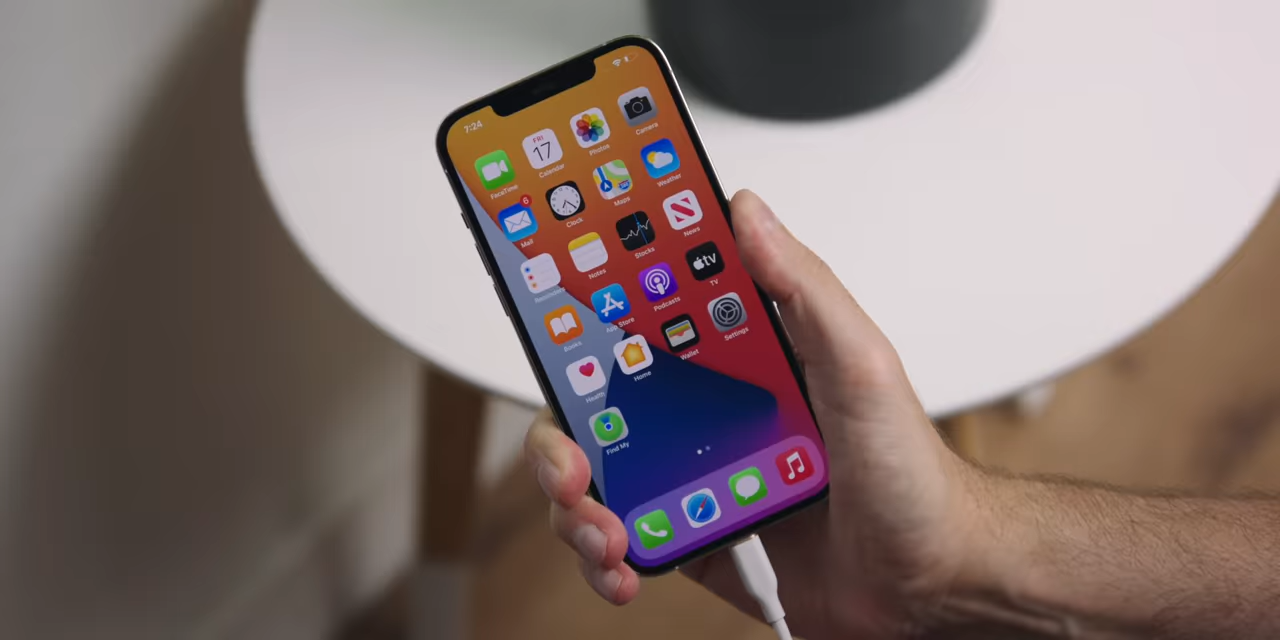 7:24
FRI
17
FaceTime
Calendar
Photos
Camera
6
Mail
Clock
Maps
Weather
Reminders
Notes
Stocks
News
Books
App Store
Podcasts
tv
TV
Health
Home
Wallet
Settings
Find My